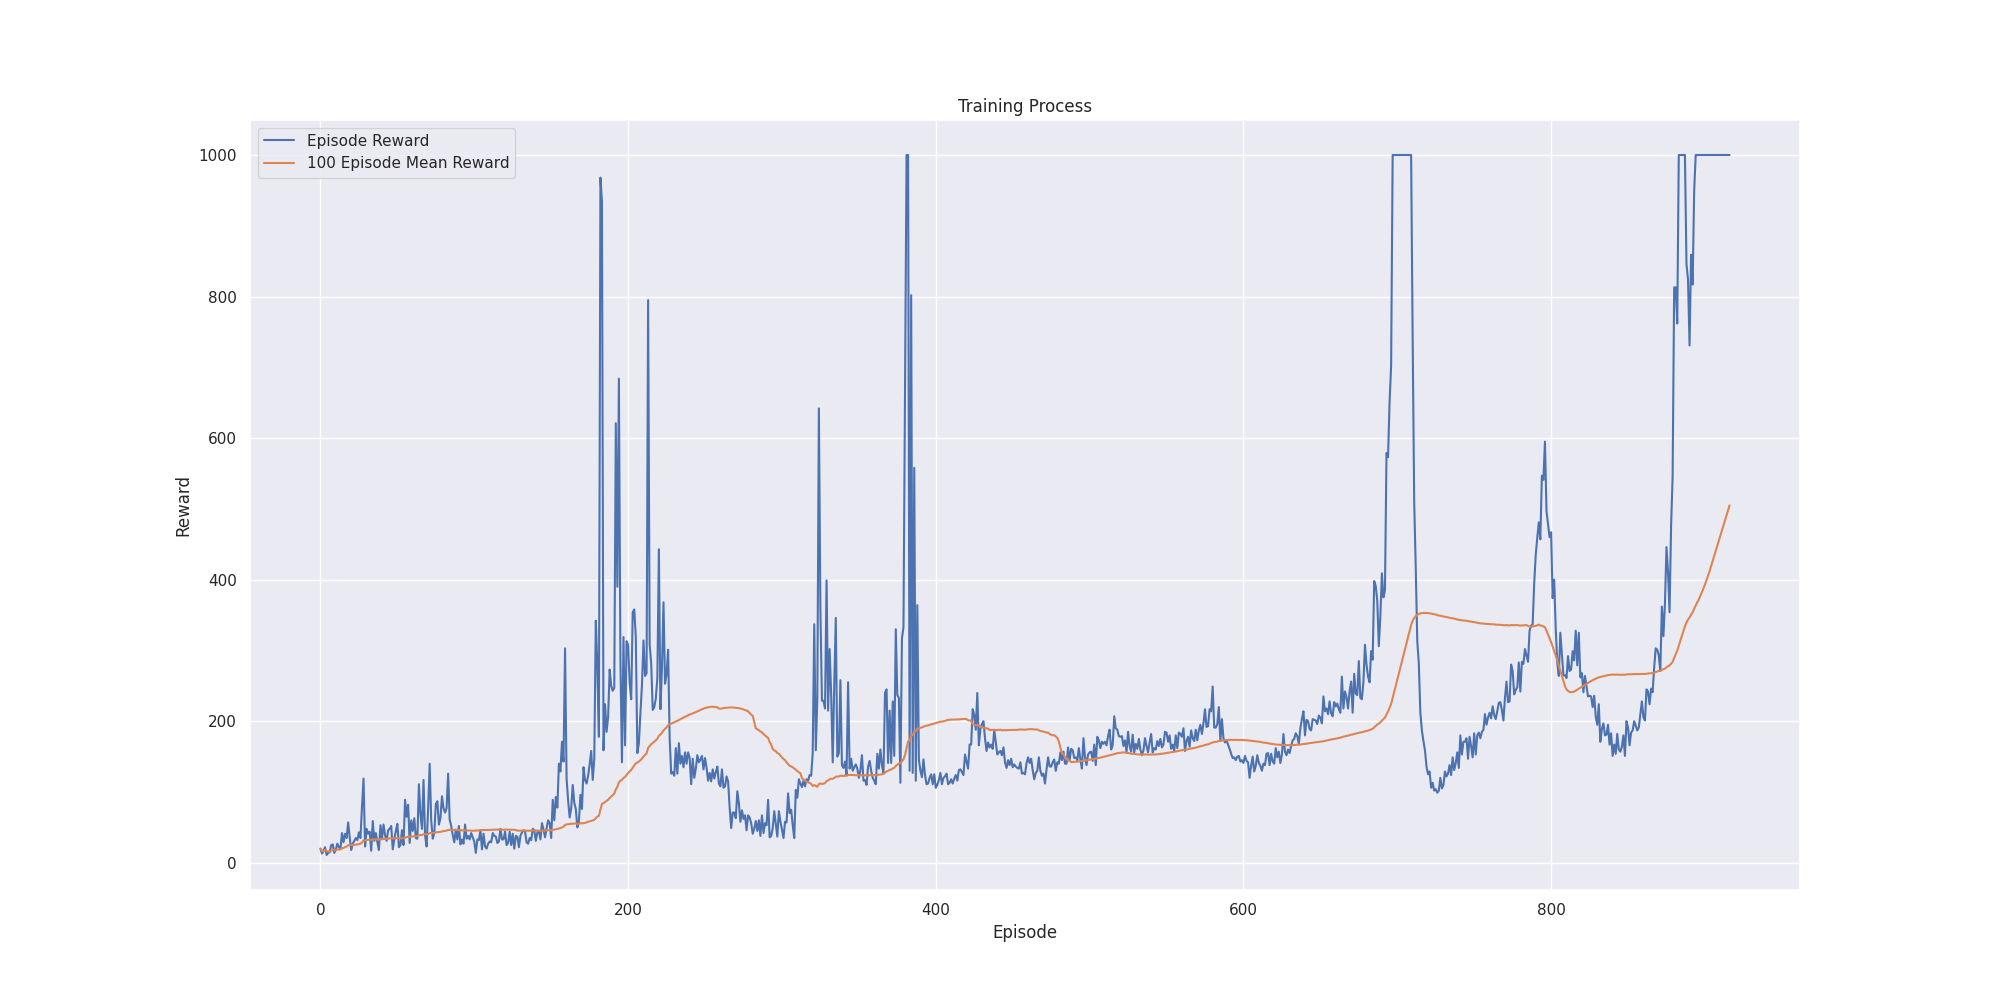 Training Process
Episode Reward
100 Episode Mean Reward
1000
800
600
400
200
0
Reward
0 200 400 600 800
Episode